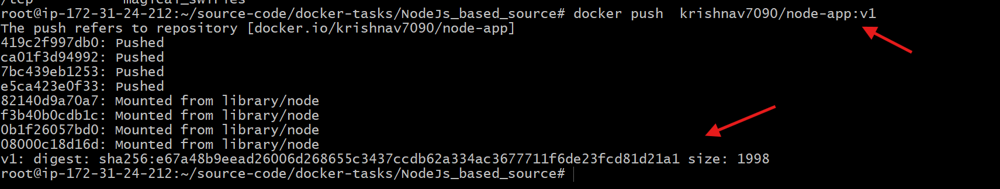 /tcp          magical_swirles
root@ip-172-31-24-212:~/source-code/docker-tasks/NodeJs_based_source# docker push  krishnav7090/node-app:v1
The push refers to repository [docker.io/krishnav7090/node-app]
419c2f997db0: Pushed
ca01f3d94992: Pushed
7bc439eb1253: Pushed
e5ca423e0f33: Pushed
82140d9a70a7: Mounted from library/node
f3b40b0cdb1c: Mounted from library/node
0b1f26057bd0: Mounted from library/node
08000c18d16d: Mounted from library/node
v1: digest: sha256:e67a48b9eead26006d268655c3437ccdb62a334ac3677711f6de23fcd81d21a1 size: 1998
root@ip-172-31-24-212:~/source-code/docker-tasks/NodeJs_based_source#